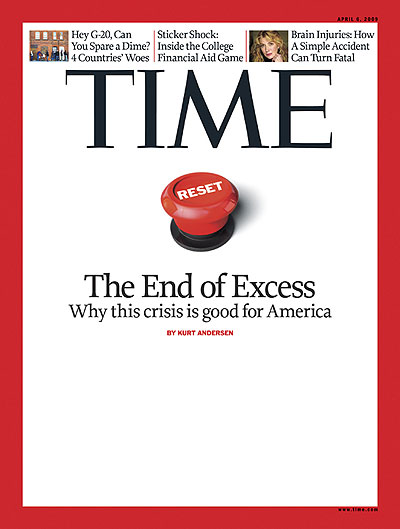 APRIL 6, 2009
Hey G-20, Can
You Spare a Dime?
4 Countries' Woes
Sticker Shock:
Inside the College
Financial Aid Game
Brain Injuries: How
A Simple Accident
Can Turn Fatal
TIME
RESET
The End of Excess
Why this crisis is good for America
BY KURT ANDERSEN
www.time.com